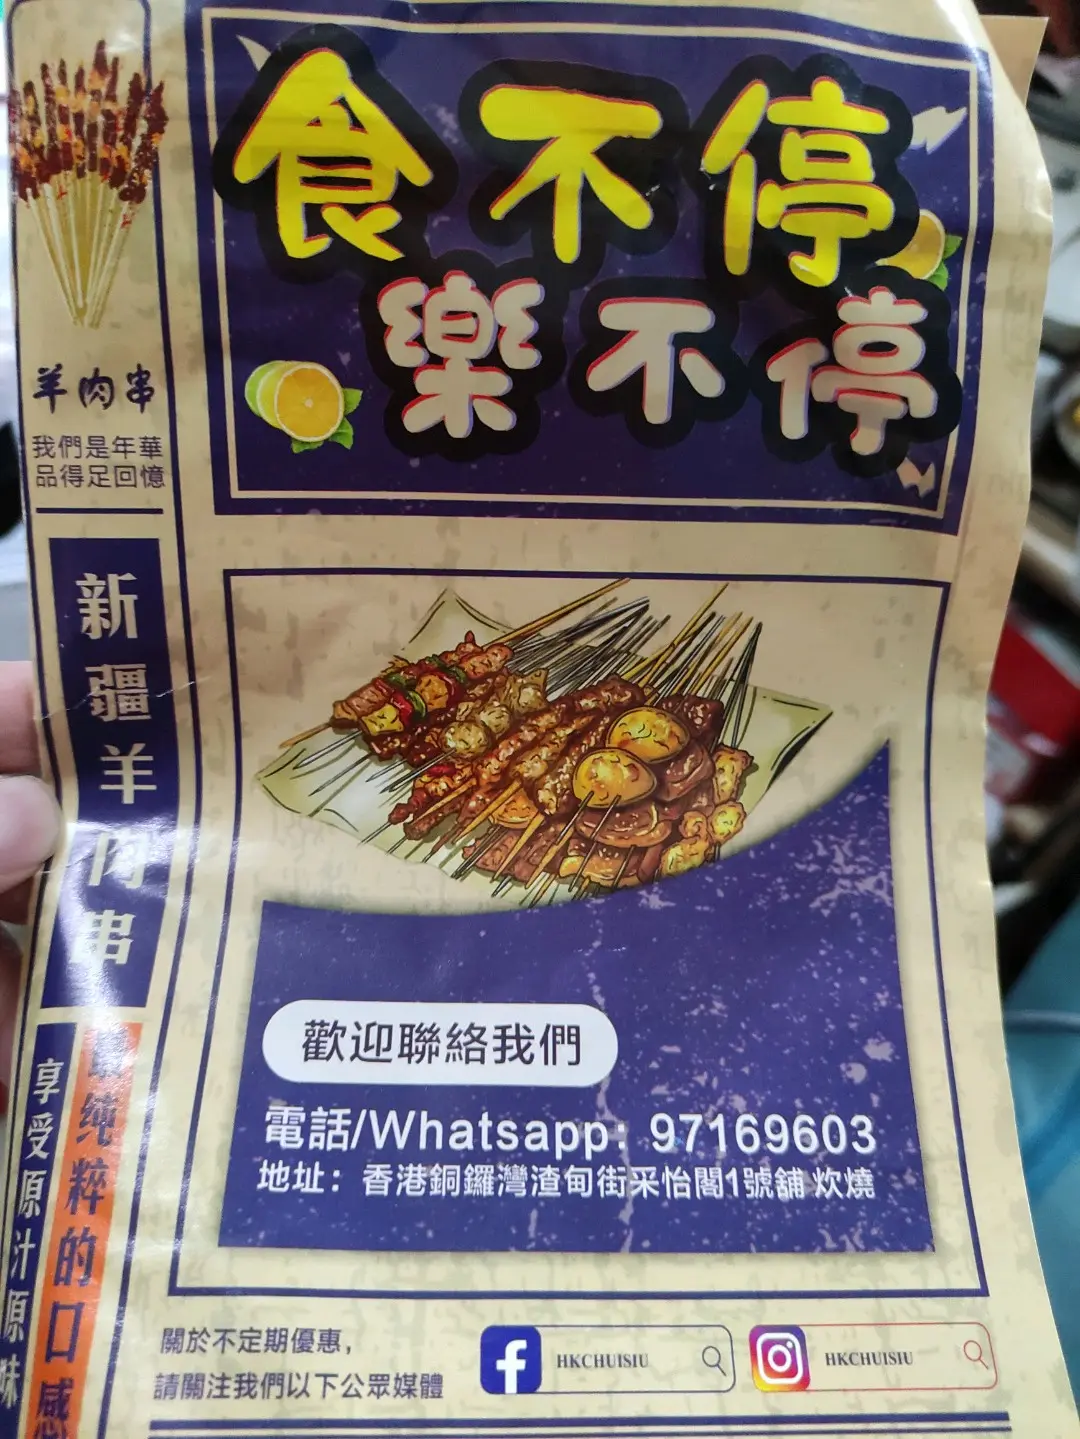 食不停
樂不停
羊肉串
我們是年華
品得足回憶
新疆羊肉串
最纯粹的口感
享受原汁原味
歡迎聯絡我們
電話/Whatsapp: 97169603
地址：香港銅鑼灣渣甸街采怡閣1號舖 炊燒
關於不定期優惠，
請關注我們以下公眾媒體
HKCHUISIU
HKCHUISIU